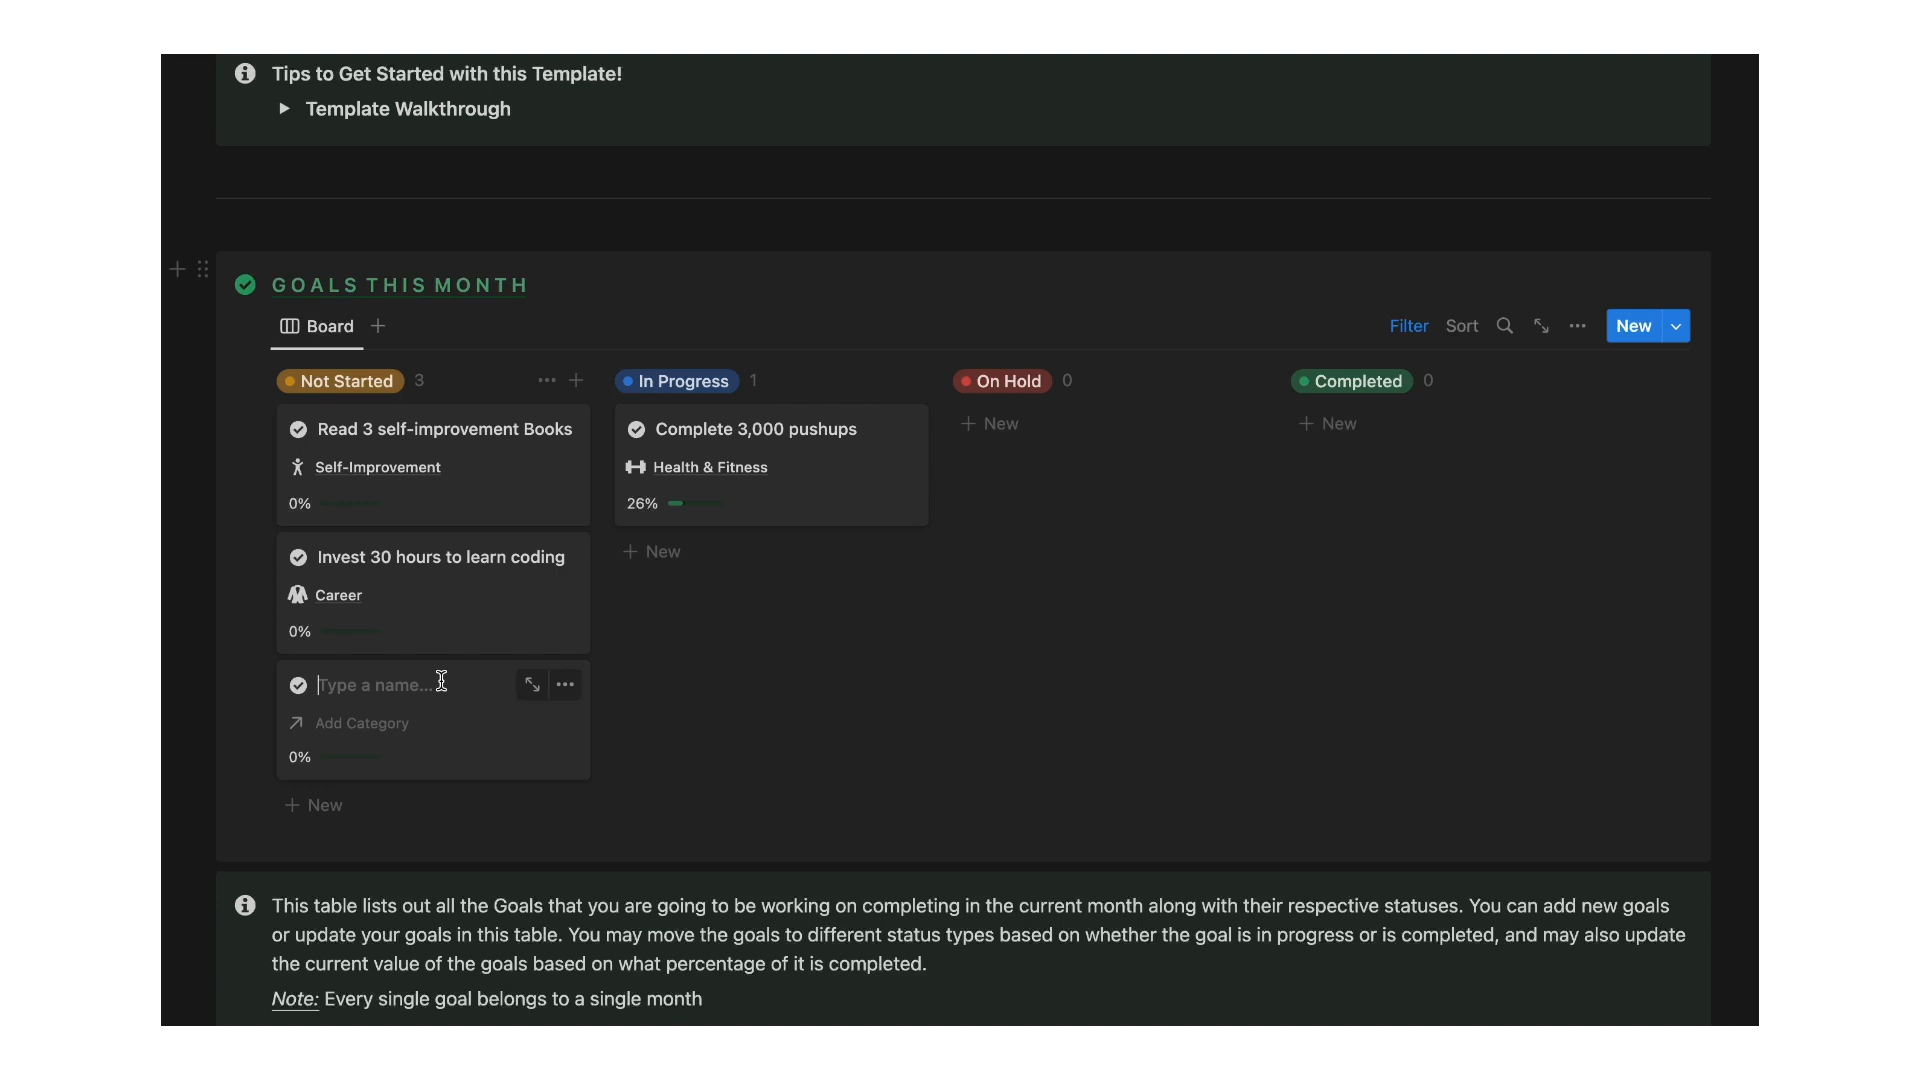 Tips to Get Started with this Template!
Template Walkthrough
GOALS THIS MONTH
Board
Filter Sort New
Not Started 3
In Progress 1
On Hold 0
Completed 0
Read 3 self-improvement Books
Self-Improvement
0%
Invest 30 hours to learn coding
Career
0%
Type a name...
Add Category
0%
New
Complete 3,000 pushups
Health & Fitness
26%
New
New
New
This table lists out all the Goals that you are going to be working on completing in the current month along with their respective statuses. You can add new goals
or update your goals in this table. You may move the goals to different status types based on whether the goal is in progress or is completed, and may also update
the current value of the goals based on what percentage of it is completed.
Note: Every single goal belongs to a single month